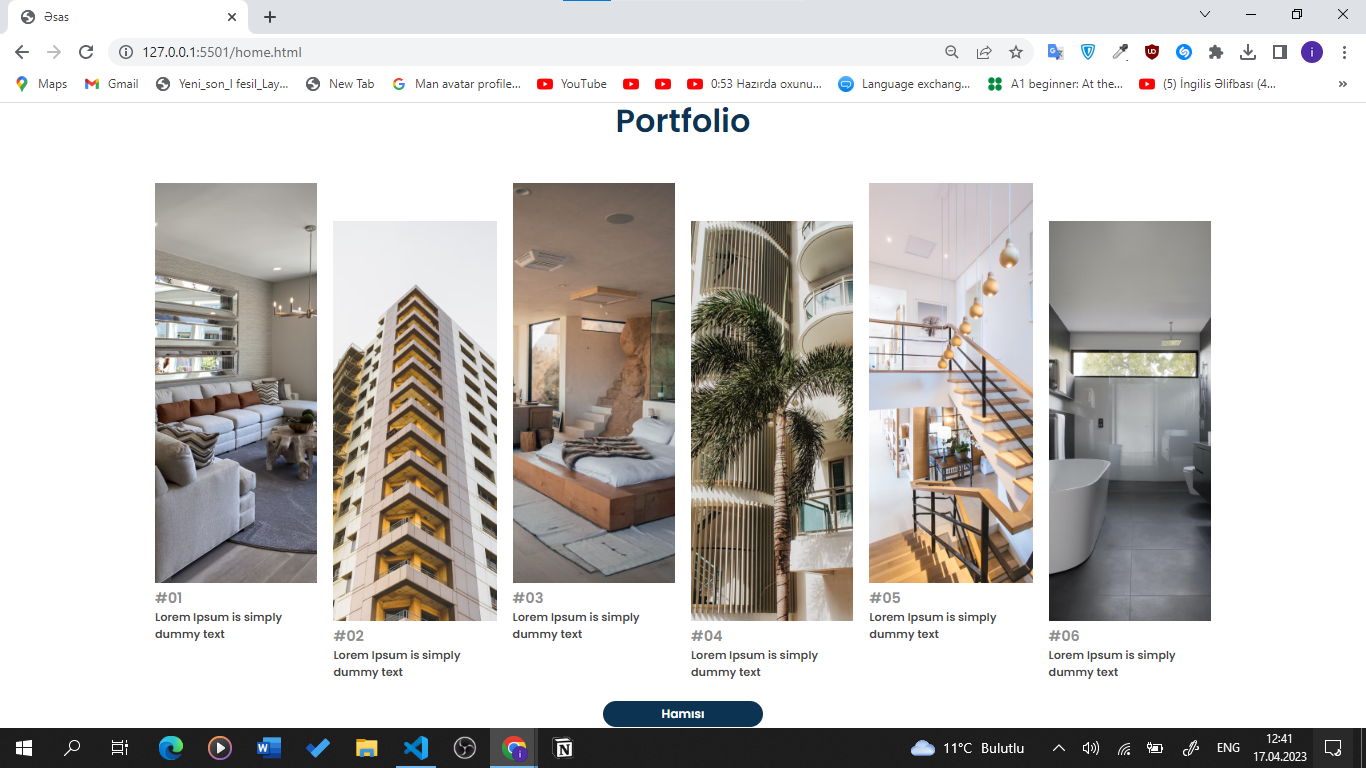 Əsas
127.0.0.1:5501/home.html
Maps
Gmail
Yeni_son_I fesil_Lay...
New Tab
Man avatar profile...
YouTube
0:53 Hazırda oxunu...
Language exchang...
A1 beginner: At the...
(5) İngilis Əlifbası (4...
»
Portfolio
#01
Lorem Ipsum is simply
dummy text
#02
Lorem Ipsum is simply
dummy text
#03
Lorem Ipsum is simply
dummy text
#04
Lorem Ipsum is simply
dummy text
#05
Lorem Ipsum is simply
dummy text
#06
Lorem Ipsum is simply
dummy text
Hamısı
11°C Bulutlu
ENG
12:41
17.04.2023